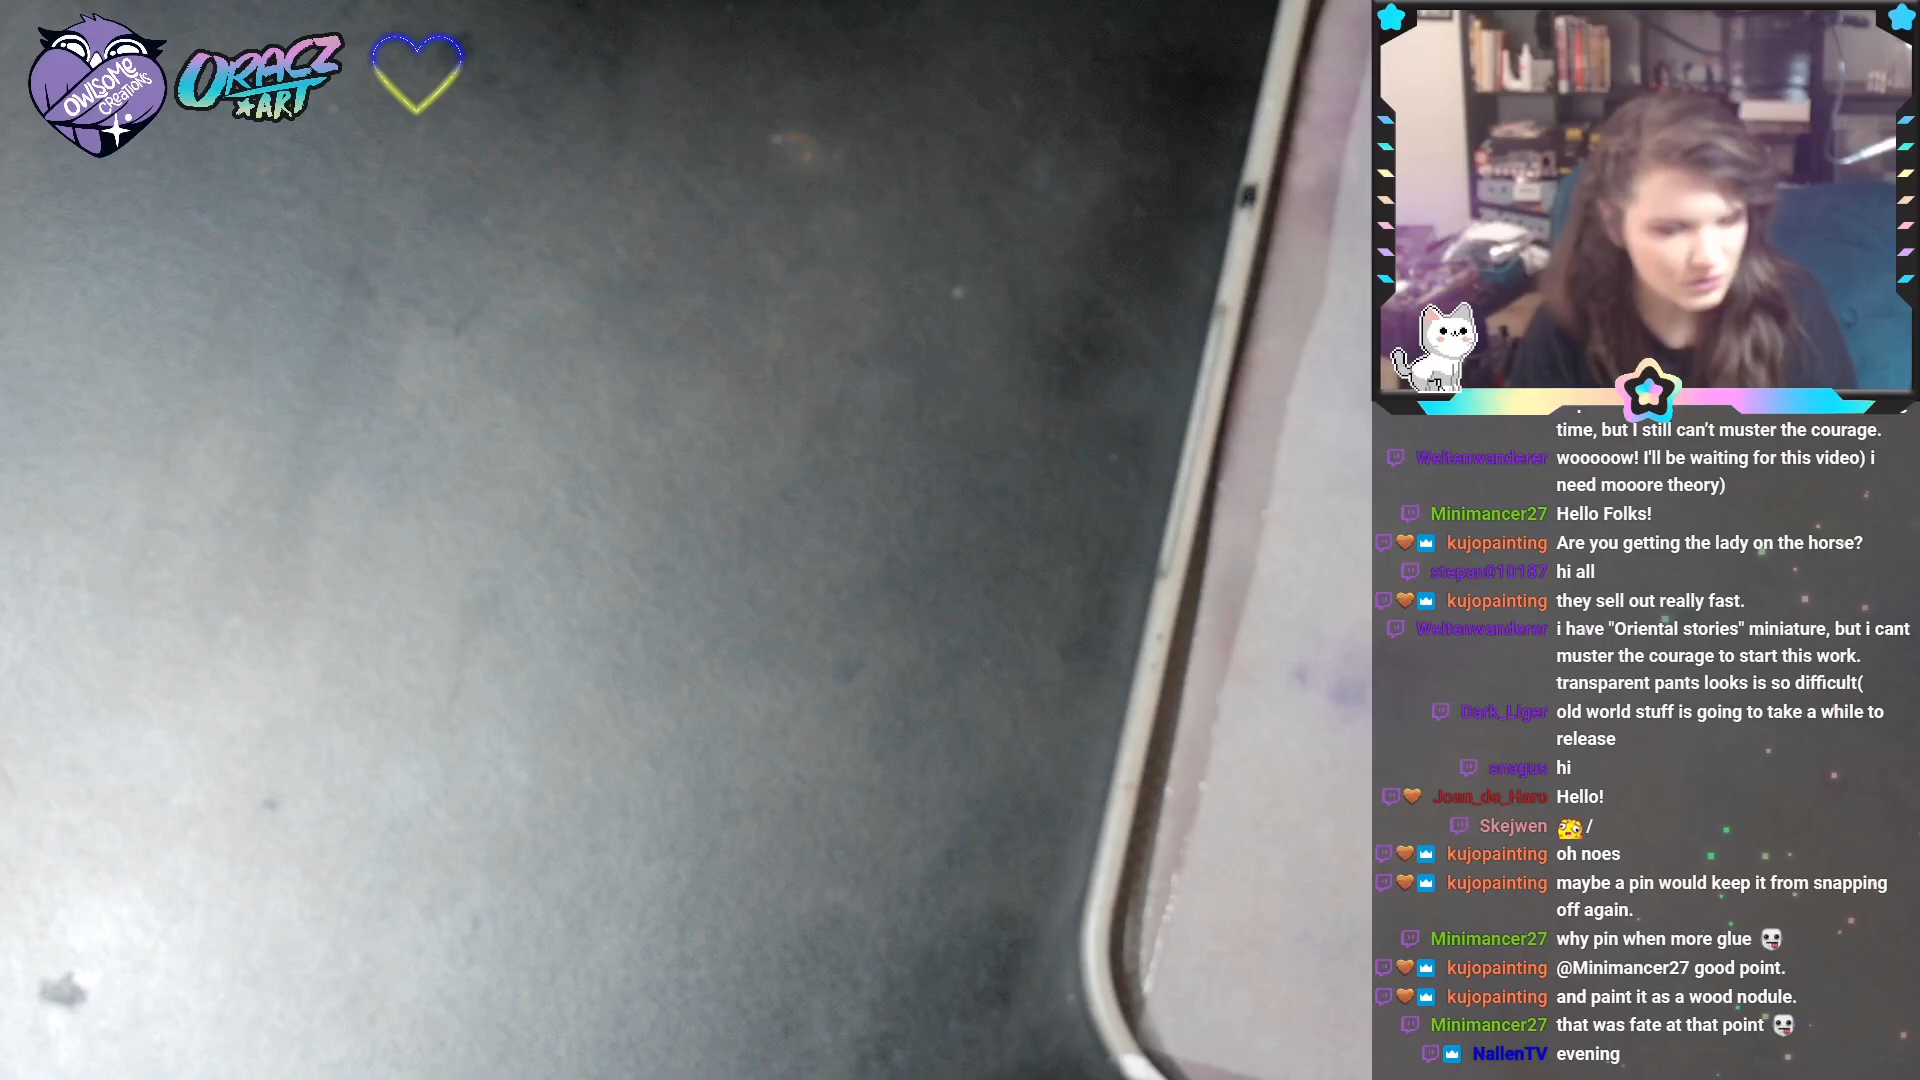 OWLSOME
CREATIONS
ORACZ
ART
time, but I still can't muster the courage.
Weltenwanderer wooooow! I'll be waiting for this video) i
need mooore theory)
Minimancer27 Hello Folks!
kujopainting Are you getting the lady on the horse?
stepan010187 hi all
kujopainting they sell out really fast.
Weltenwanderer i have "Oriental stories" miniature, but i cant
muster the courage to start this work.
transparent pants looks is so difficult(
Dark_Liger old world stuff is going to take a while to
release
snagus hi
Joan_de_Haro Hello!
Skejwen /
kujopainting oh noes
kujopainting maybe a pin would keep it from snapping
off again.
Minimancer27 why pin when more glue
kujopainting @Minimancer27 good point.
kujopainting and paint it as a wood nodule.
Minimancer27 that was fate at that point
NallenTV evening